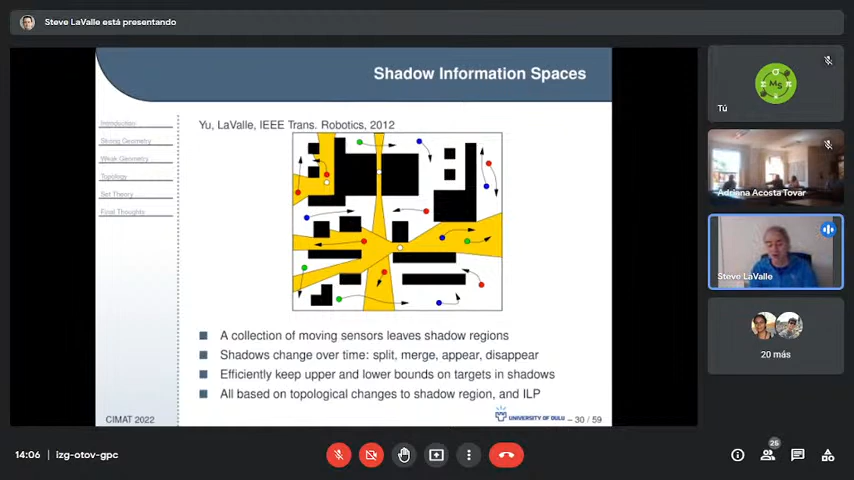 Steve LaValle está presentando
Shadow Information Spaces
Introduction
Strong Geometry
Weak Geometry
Topology
Set Theory
Final Thoughts
Yu, LaValle, IEEE Trans. Robotics, 2012
A collection of moving sensors leaves shadow regions
Shadows change over time: split, merge, appear, disappear
Efficiently keep upper and lower bounds on targets in shadows
All based on topological changes to shadow region, and ILP
CIMAT 2022
UNIVERSITY OF OULU
– 30 / 59
MS
Tú
Adriana Acosta Tovar
Steve LaValle
20 más
14:06 | izg-otov-gpc
26